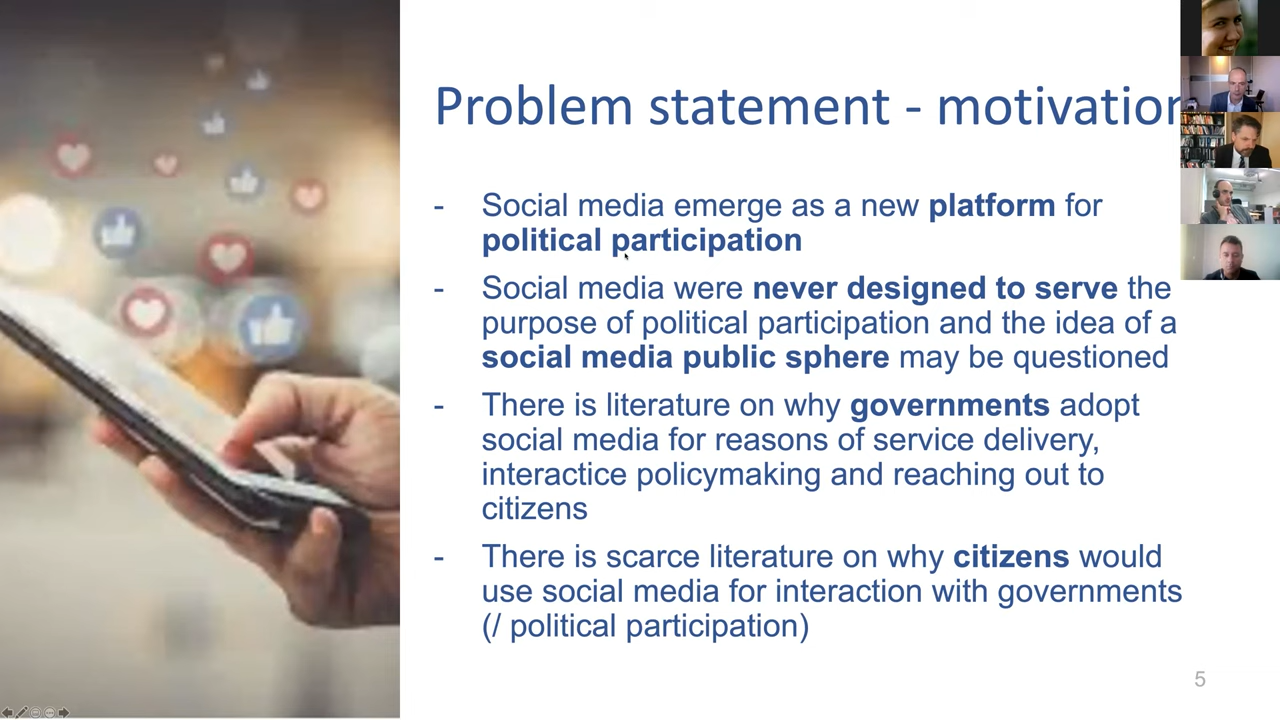 Problem statement - motivation
- Social media emerge as a new platform for
political participation
- Social media were never designed to serve the
purpose of political participation and the idea of a
social media public sphere may be questioned
- There is literature on why governments adopt
social media for reasons of service delivery,
interactice policymaking and reaching out to
citizens
- There is scarce literature on why citizens would
use social media for interaction with governments
(/ political participation)
5